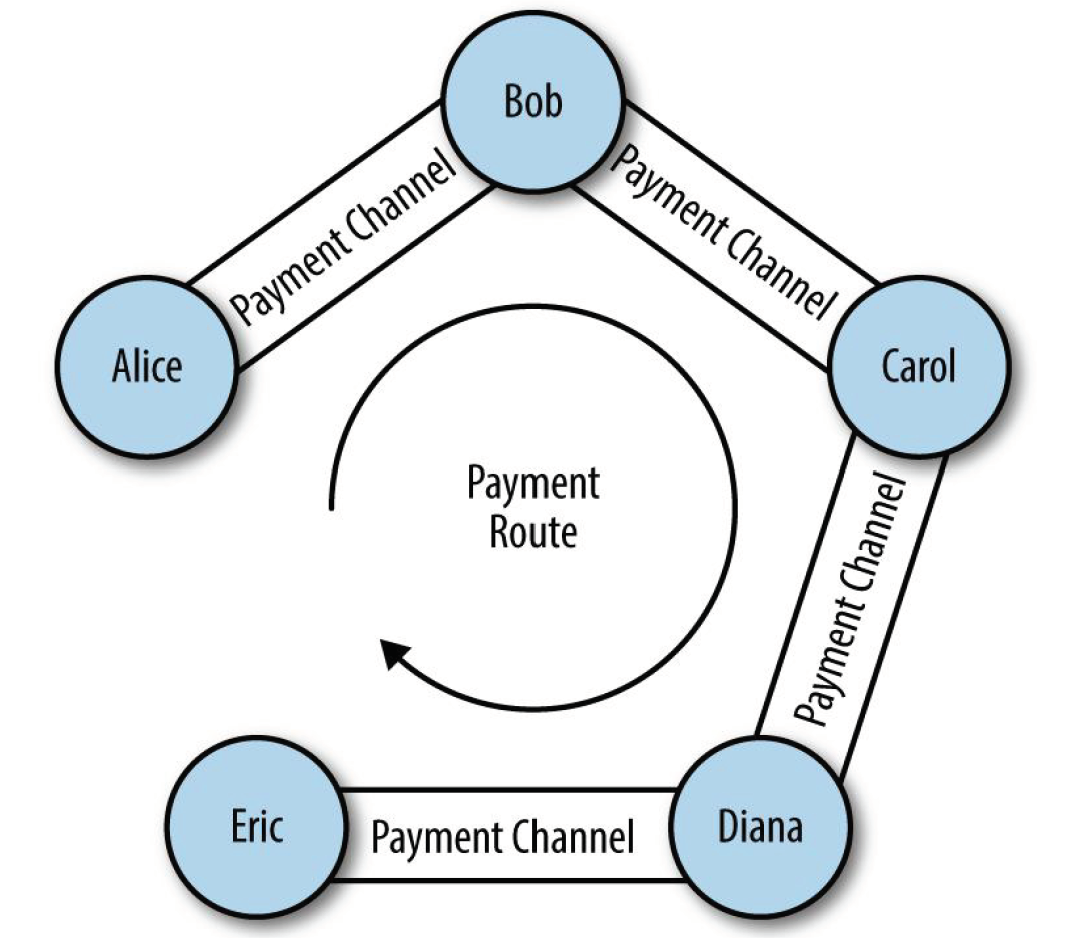 Bob
Payment Channel
Payment Channel
Alice
Carol
Payment
Route
Payment Channel
Eric
Payment Channel
Diana